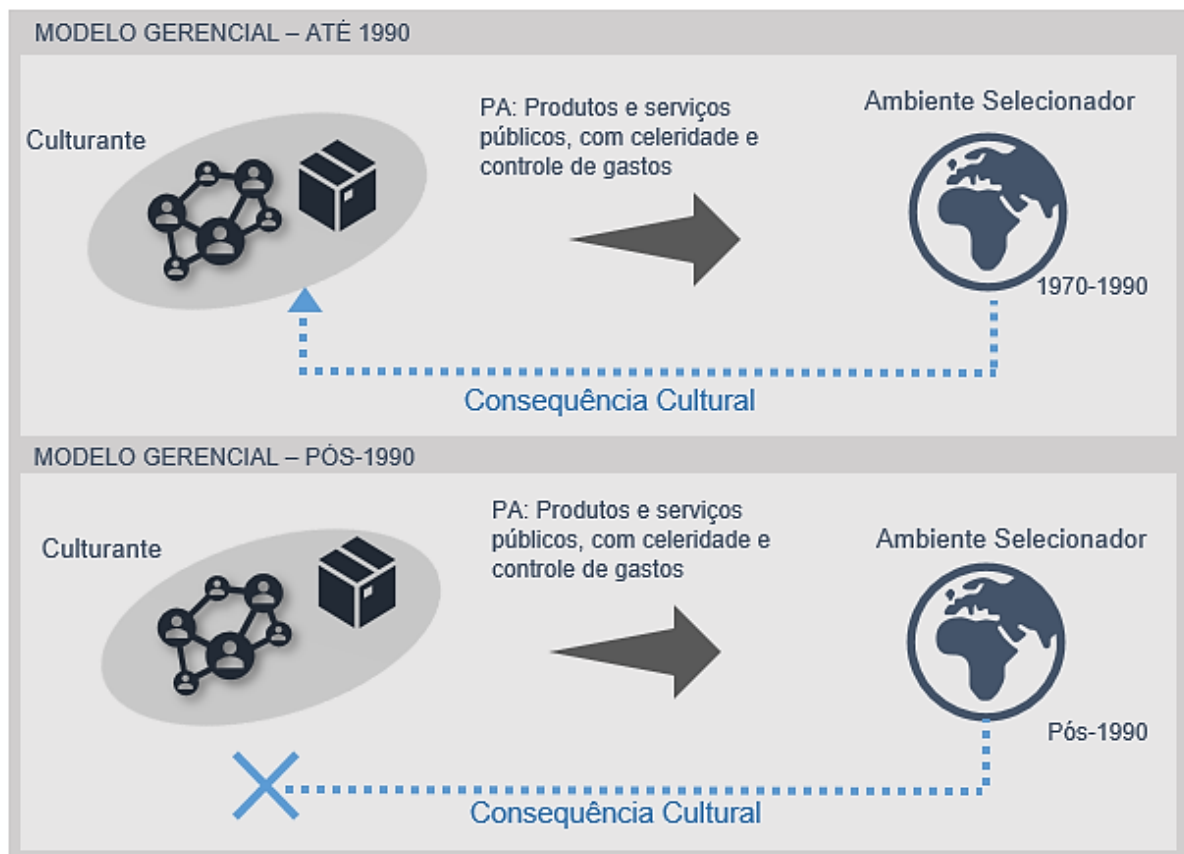 MODELO GERENCIAL – ATÉ 1990
Culturante
PA: Produtos e serviços
públicos, com celeridade e
controle de gastos
Ambiente Selecionador
1970-1990
Consequência Cultural
MODELO GERENCIAL – PÓS-1990
Culturante
PA: Produtos e serviços
públicos, com celeridade e
controle de gastos
Ambiente Selecionador
Pós-1990
Consequência Cultural